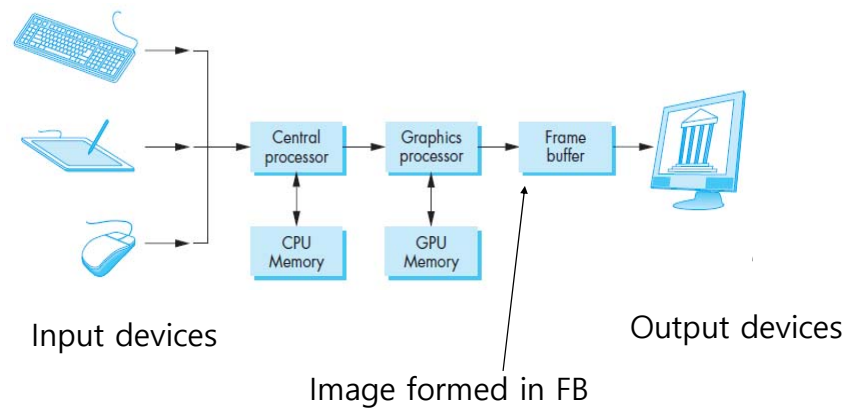 Central
processor
Graphics
processor
Frame
buffer
CPU
Memory
GPU
Memory
Input devices
Output devices
Image formed in FB